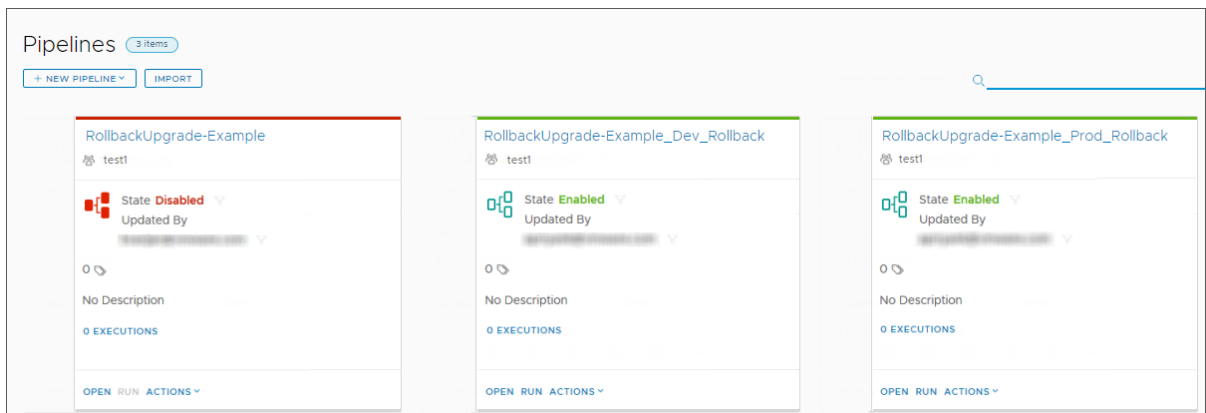 Pipelines 3 items
+ NEW PIPELINE IMPORT
RollbackUpgrade-Example
test1
State Disabled
Updated By
0
No Description
0 EXECUTIONS
OPEN RUN ACTIONS
RollbackUpgrade-Example_Dev_Rollback
test1
State Enabled
Updated By
0
No Description
0 EXECUTIONS
OPEN RUN ACTIONS
RollbackUpgrade-Example_Prod_Rollback
test1
State Enabled
Updated By
0
No Description
0 EXECUTIONS
OPEN RUN ACTIONS